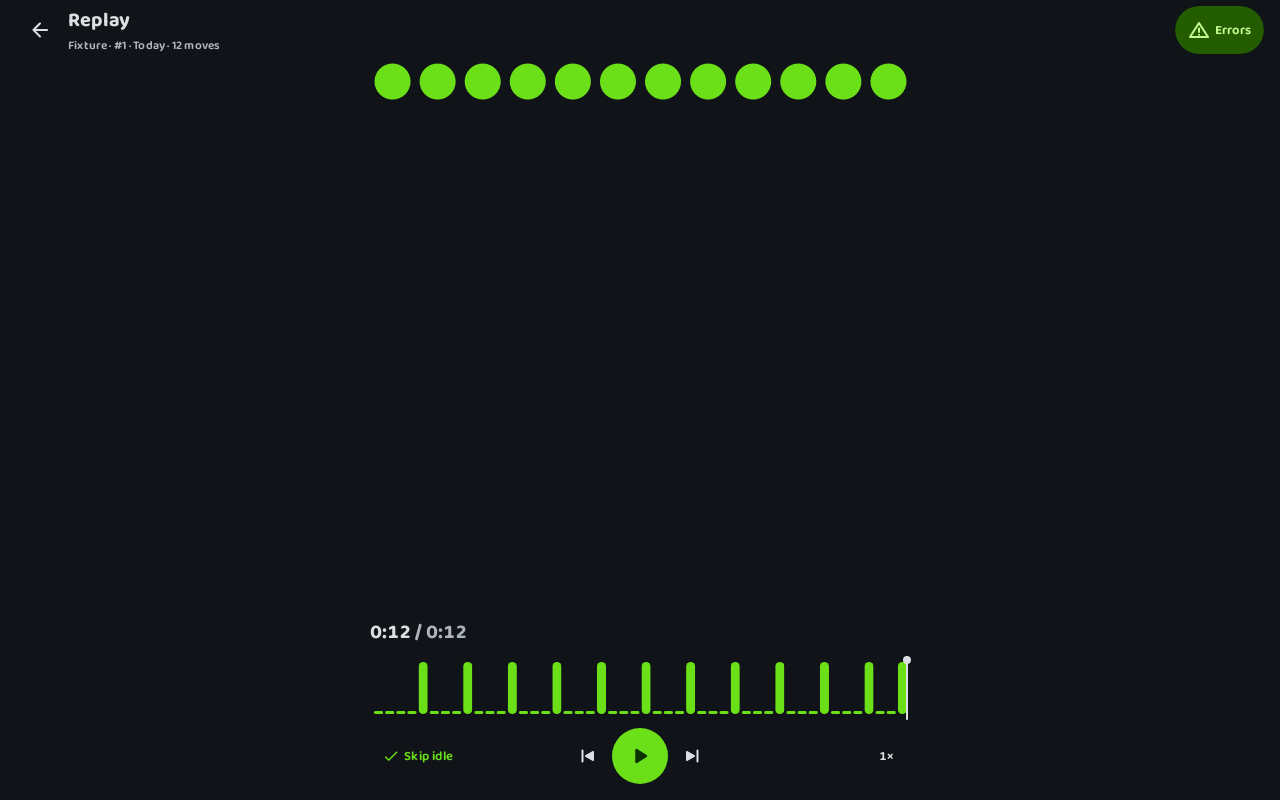 Replay
Fixture · #1 · Today · 12 moves
Errors
0:12 / 0:12
Skip idle
1×